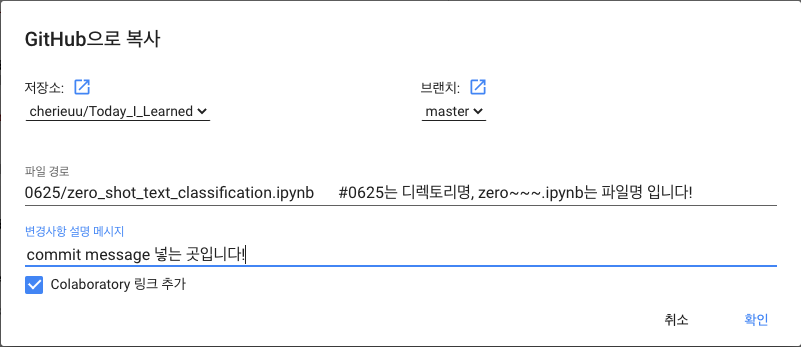 GitHub으로 복사
저장소: 브랜치:
cherieuu/Today_I_Learned master
파일 경로
0625/zero_shot_text_classification.ipynb #0625는 디렉토리명, zero~~~.ipynb는 파일명 입니다!
변경사항 설명 메시지
commit message 넣는 곳입니다!
Colaboratory 링크 추가
취소 확인